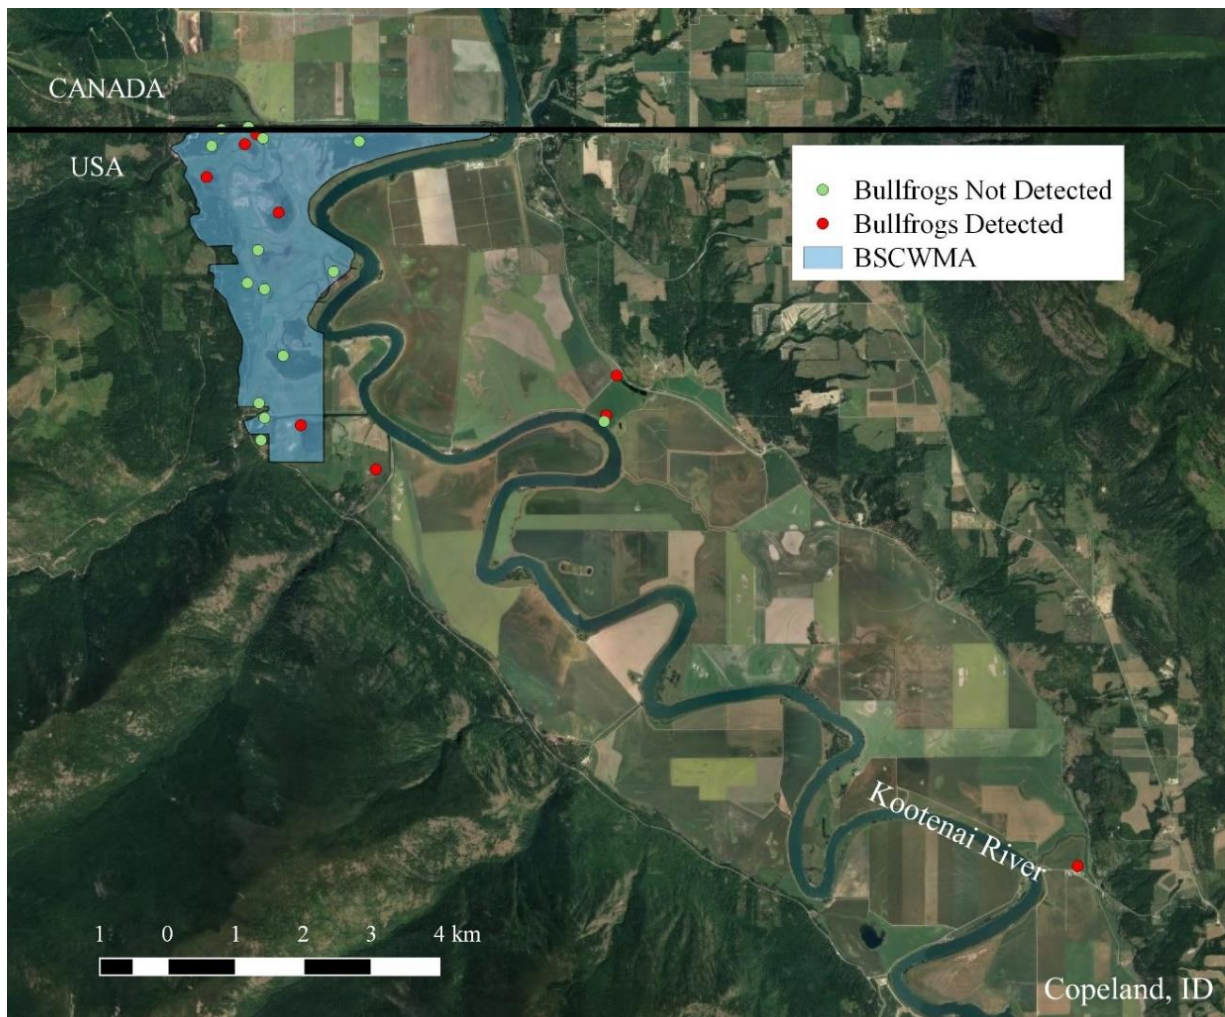 CANADA
USA
Bullfrogs Not Detected
Bullfrogs Detected
BSCWMA
Kootenai River
1 0 1 2 3 4 km
Copeland, ID